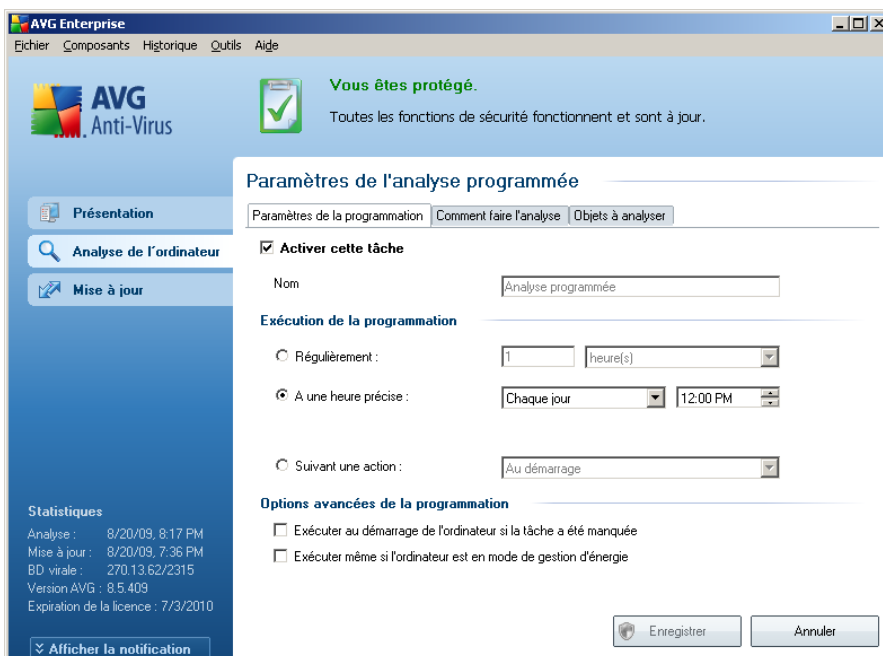 AVG Enterprise
Fichier Composants Historique Outils Aide
AVG
Anti-Virus
Vous êtes protégé.
Toutes les fonctions de sécurité fonctionnent et sont à jour.
Présentation
Analyse de l'ordinateur
Mise à jour
Paramètres de l'analyse programmée
Paramètres de la programmation Comment faire l'analyse Objets à analyser
Activer cette tâche
Nom Analyse programmée
Exécution de la programmation
Régulièrement : 1 heure(s)
A une heure précise : Chaque jour 12:00 PM
Suivant une action : Au démarrage
Options avancées de la programmation
Exécuter au démarrage de l'ordinateur si la tâche a été manquée
Exécuter même si l'ordinateur est en mode de gestion d'énergie
Statistiques
Analyse : 8/20/09, 8:17 PM
Mise à jour : 8/20/09, 7:36 PM
BD virale : 270.13.62/2315
Version AVG : 8.5.409
Expiration de la licence : 7/3/2010
Afficher la notification
Enregistrer Annuler